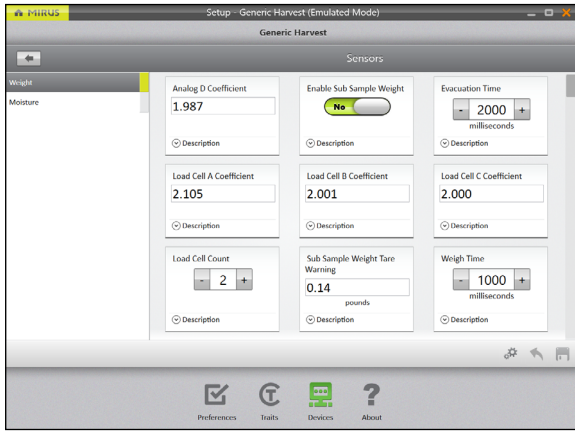 MIRUS
Setup - Generic Harvest (Emulated Mode)
Generic Harvest
Sensors
Weight
Moisture
Analog D Coefficient
1.987
Description
Enable Sub Sample Weight
No
Description
Evacuation Time
- 2000 +
milliseconds
Description
Load Cell A Coefficient
2.105
Description
Load Cell B Coefficient
2.001
Description
Load Cell C Coefficient
2.000
Description
Load Cell Count
- 2 +
Description
Sub Sample Weight Tare
Warning
0.14
pounds
Description
Weigh Time
- 1000 +
milliseconds
Description
Preferences
Traits
Devices
About